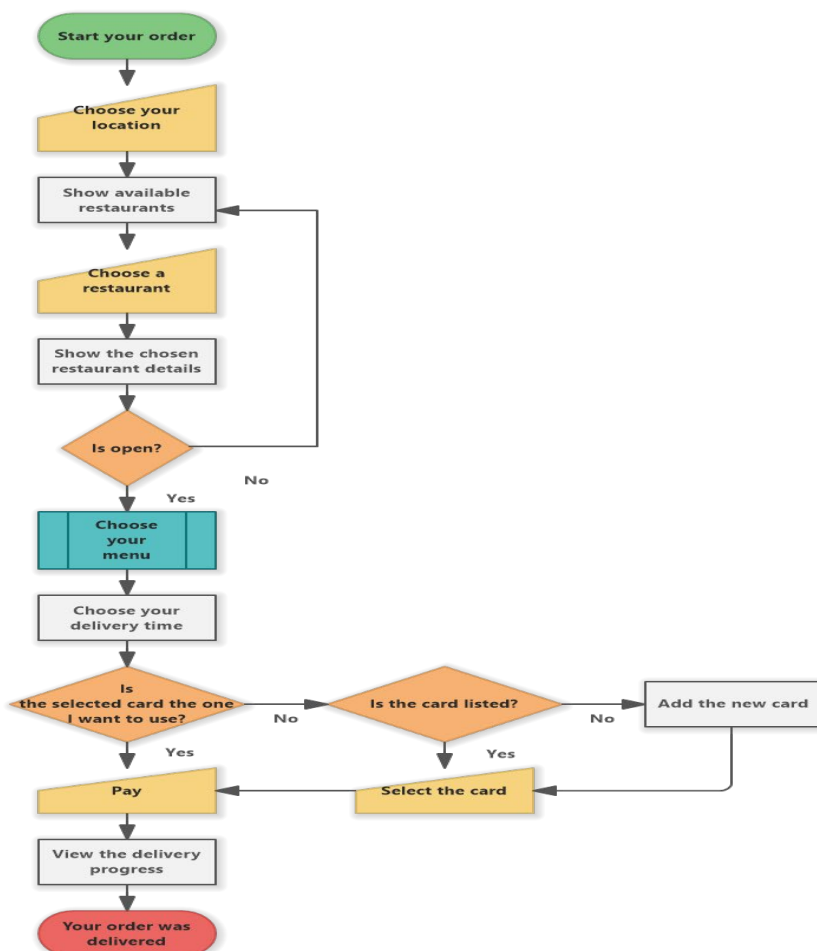 Start your order
Choose your
location
Show available
restaurants
Choose a
restaurant
Show the chosen
restaurant details
Is open?
No
Yes
Choose
your
menu
Choose your
delivery time
Is
the selected card the one
I want to use?
No
Is the card listed?
No
Add the new card
Yes
Yes
Pay
Select the card
View the delivery
progress
Your order was
delivered